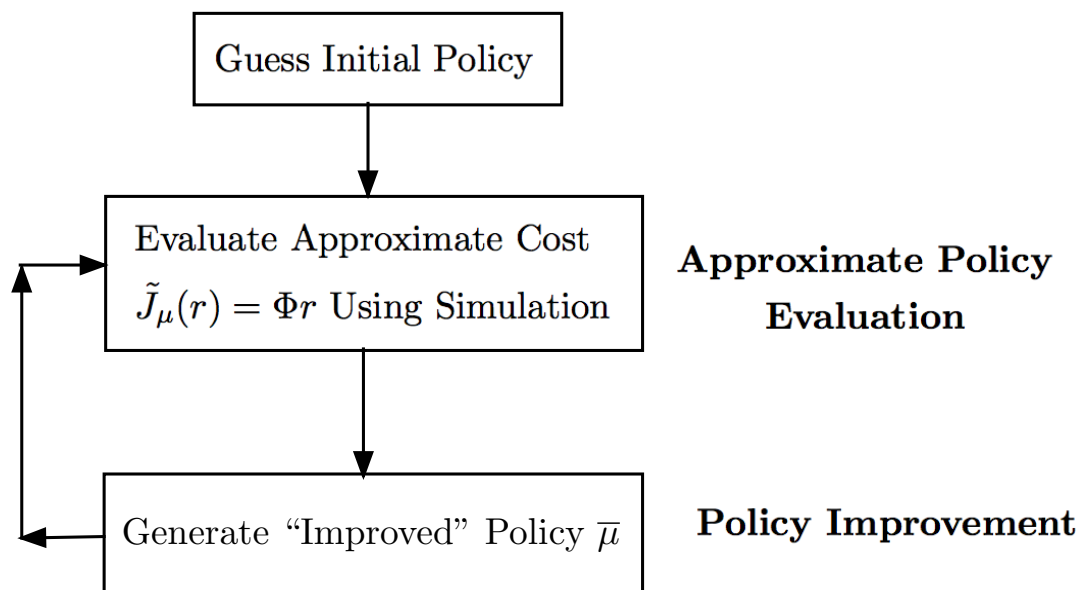 Guess Initial Policy
Evaluate Approximate Cost
J̃μ(r) = Φr Using Simulation
Approximate Policy
Evaluation
Generate “Improved” Policy μ̅
Policy Improvement